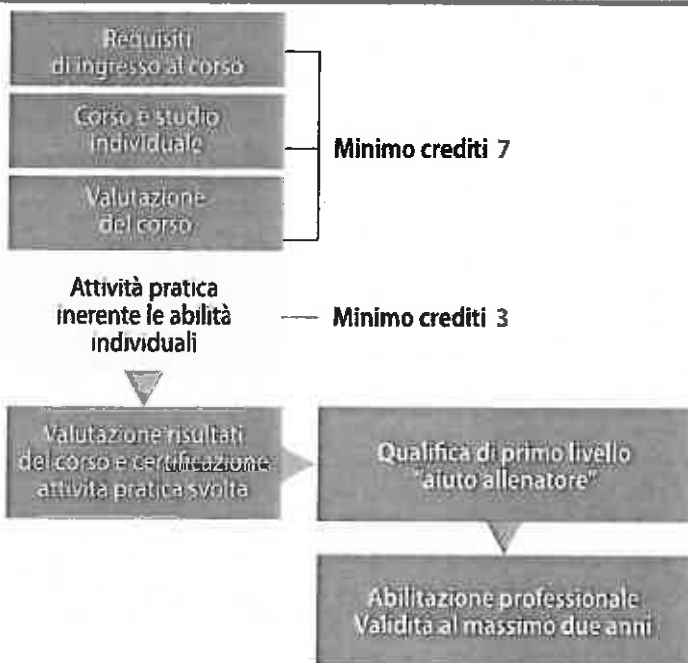 Requisiti
di ingresso al corso
Corso e studio
individuale
Valutazione
del corso
Minimo crediti 7
Attività pratica
inerente le abilità
individuali
Minimo crediti 3
Valutazione risultati
del corso e certificazione
attività pratica svolta
Qualifica di primo livello
"aiuto allenatore"
Abilitazione professionale
Validità al massimo due anni